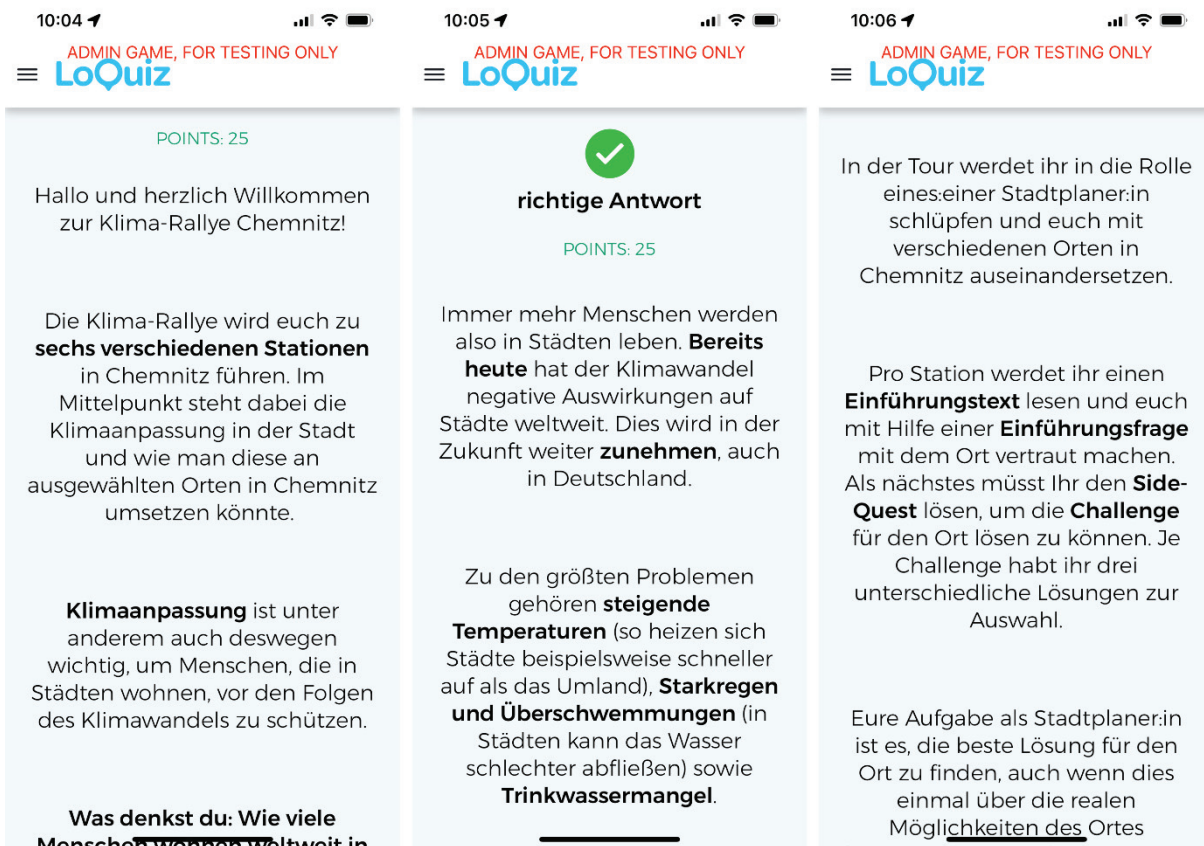 10:04
ADMIN GAME, FOR TESTING ONLY
LoQuiz
POINTS: 25
Hallo und herzlich Willkommen
zur Klima-Rallye Chemnitz!
Die Klima-Rallye wird euch zu
sechs verschiedenen Stationen
in Chemnitz führen. Im
Mittelpunkt steht dabei die
Klimaanpassung in der Stadt
und wie man diese an
ausgewählten Orten in Chemnitz
umsetzen könnte.
Klimaanpassung ist unter
anderem auch deswegen
wichtig, um Menschen, die in
Städten wohnen, vor den Folgen
des Klimawandels zu schützen.
Was denkst du: Wie viele
Menschen wohnen weltweit in
10:05
ADMIN GAME, FOR TESTING ONLY
LoQuiz
richtige Antwort
POINTS: 25
Immer mehr Menschen werden
also in Städten leben. Bereits
heute hat der Klimawandel
negative Auswirkungen auf
Städte weltweit. Dies wird in der
Zukunft weiter zunehmen, auch
in Deutschland.
Zu den größten Problemen
gehören steigende
Temperaturen (so heizen sich
Städte beispielsweise schneller
auf als das Umland), Starkregen
und Überschwemmungen (in
Städten kann das Wasser
schlechter abfließen) sowie
Trinkwassermangel.
10:06
ADMIN GAME, FOR TESTING ONLY
LoQuiz
In der Tour werdet ihr in die Rolle
eines:einer Stadtplaner:in
schlüpfen und euch mit
verschiedenen Orten in
Chemnitz auseinandersetzen.
Pro Station werdet ihr einen
Einführungstext lesen und euch
mit Hilfe einer Einführungsfrage
mit dem Ort vertraut machen.
Als nächstes müsst Ihr den Side-
Quest lösen, um die Challenge
für den Ort lösen zu können. Je
Challenge habt ihr drei
unterschiedliche Lösungen zur
Auswahl.
Eure Aufgabe als Stadtplaner:in
ist es, die beste Lösung für den
Ort zu finden, auch wenn dies
einmal über die realen
Möglichkeiten des Ortes